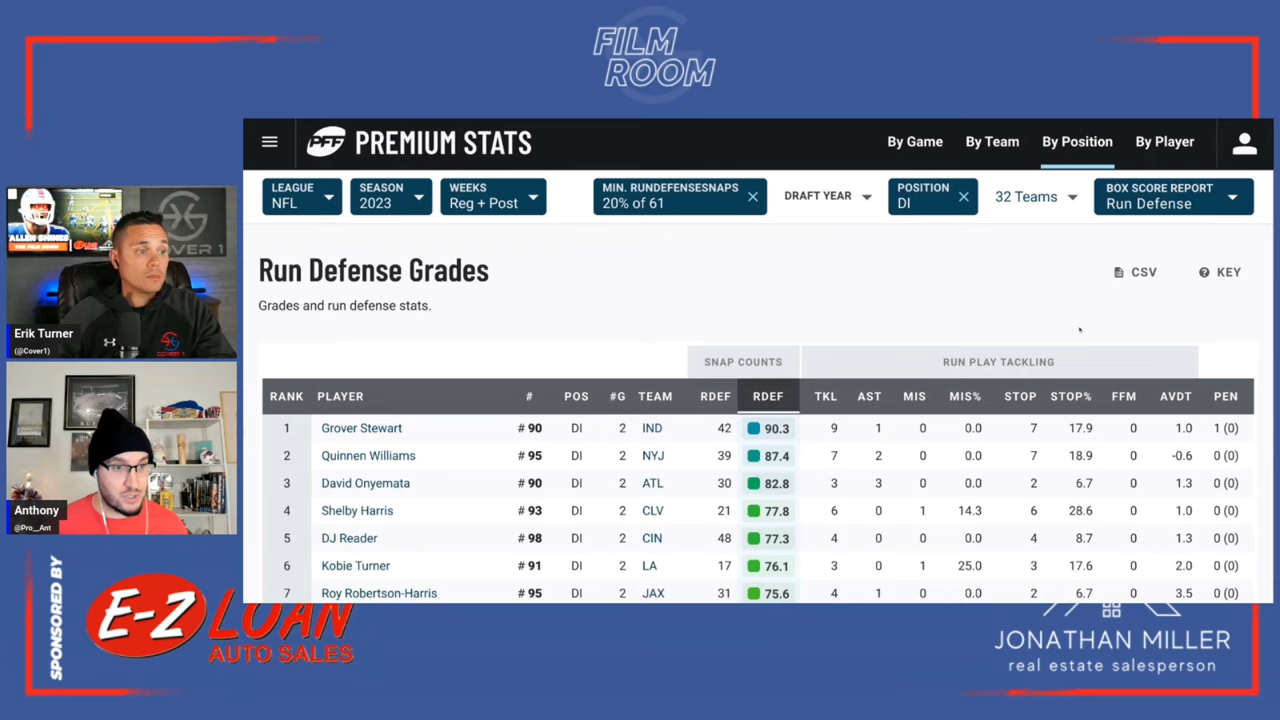 FILM
ROOM
PFF PREMIUM STATS
By Game By Team By Position By Player
LEAGUE
NFL
SEASON
2023
WEEKS
Reg + Post
MIN. RUNDEFENSESNAPS
20% of 61
DRAFT YEAR
POSITION
DI
32 Teams
BOX SCORE REPORT
Run Defense
Run Defense Grades
CSV
KEY
Grades and run defense stats.
SNAP COUNTS RUN PLAY TACKLING
RANK PLAYER # POS #G TEAM RDEF RDEF TKL AST MIS MIS% STOP STOP% FFM AVDT PEN
1 Grover Stewart # 90 DI 2 IND 42 90.3 9 1 0 0.0 7 17.9 0 1.0 1 (0)
2 Quinnen Williams # 95 DI 2 NYJ 39 87.4 7 2 0 0.0 7 18.9 0 -0.6 0 (0)
3 David Onyemata # 90 DI 2 ATL 30 82.8 3 3 0 0.0 2 6.7 0 1.3 0 (0)
4 Shelby Harris # 93 DI 2 CLV 21 77.8 6 0 1 14.3 6 28.6 0 1.0 0 (0)
5 DJ Reader # 98 DI 2 CIN 48 77.3 4 0 0 0.0 4 8.7 0 1.3 0 (0)
6 Kobie Turner # 91 DI 2 LA 17 76.1 3 0 1 25.0 3 17.6 0 2.0 0 (0)
7 Roy Robertson-Harris # 95 DI 2 JAX 31 75.6 4 1 0 0.0 2 6.7 0 3.5 0 (0)
ALLEN SHINES
THE FILM ROOM
COVER 1
COVER 1
Erik Turner
(@Cover1)
Anthony
@Pro__Ant
SPONSORED BY
E-Z LOAN
AUTO SALES
JONATHAN MILLER
real estate salesperson